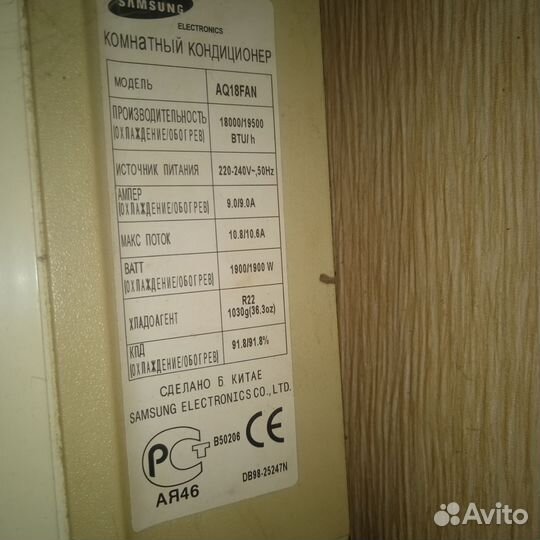 SAMSUNG
ELECTRONICS
КОМНАТНЫЙ КОНДИЦИОНЕР
МОДЕЛЬ AQ18FAN
ПРОИЗВОДИТЕЛЬНОСТЬ 18000/19500
(ОХЛАЖДЕНИЕ/ОБОГРЕВ) BTU/h
ИСТОЧНИК ПИТАНИЯ 220-240V~,50Hz
АМПЕР
(ОХЛАЖДЕНИЕ/ОБОГРЕВ) 9.0/9.0A
МАКС ПОТОК 10.8/10.6A
ВАТТ
(ОХЛАЖДЕНИЕ/ОБОГРЕВ) 1900/1900 W
ХЛАДОАГЕНТ R22
1030g(36.3oz)
КПД
(ОХЛАЖДЕНИЕ/ОБОГРЕВ) 91.8/91.8%
СДЕЛАНО 6 КИТАЕ
SAMSUNG ELECTRONICS CO., LTD.
РСТ B50206 CE
АЯ46
DB98-25247N
Avito